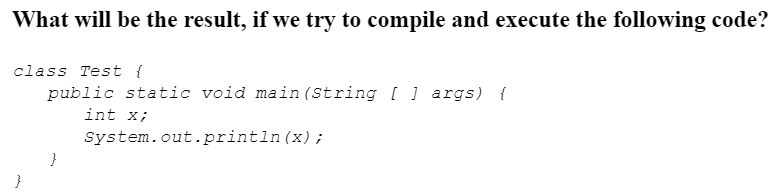 What will be the result, if we try to compile and execute the following code?
class Test {
public static void main(String [ ] args) {
int x;
System.out.println(x);
}
}